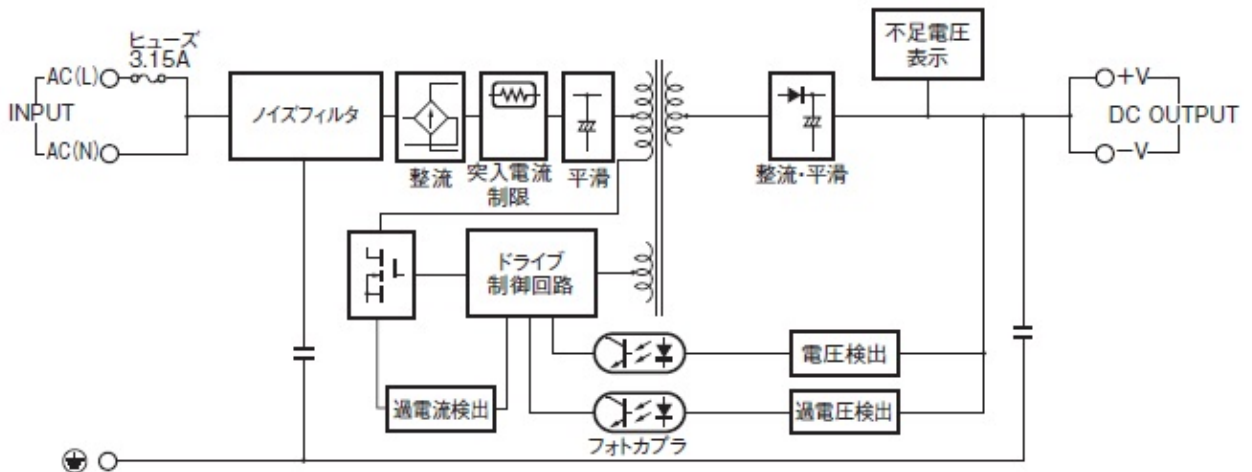 ヒューズ
3.15A
AC(L)
INPUT
AC(N)
ノイズフィルタ
整流
突入電流
制限
平滑
整流・平滑
不足電圧
表示
+V
DC OUTPUT
−V
ドライブ
制御回路
過電流検出
電圧検出
過電圧検出
フォトカプラ